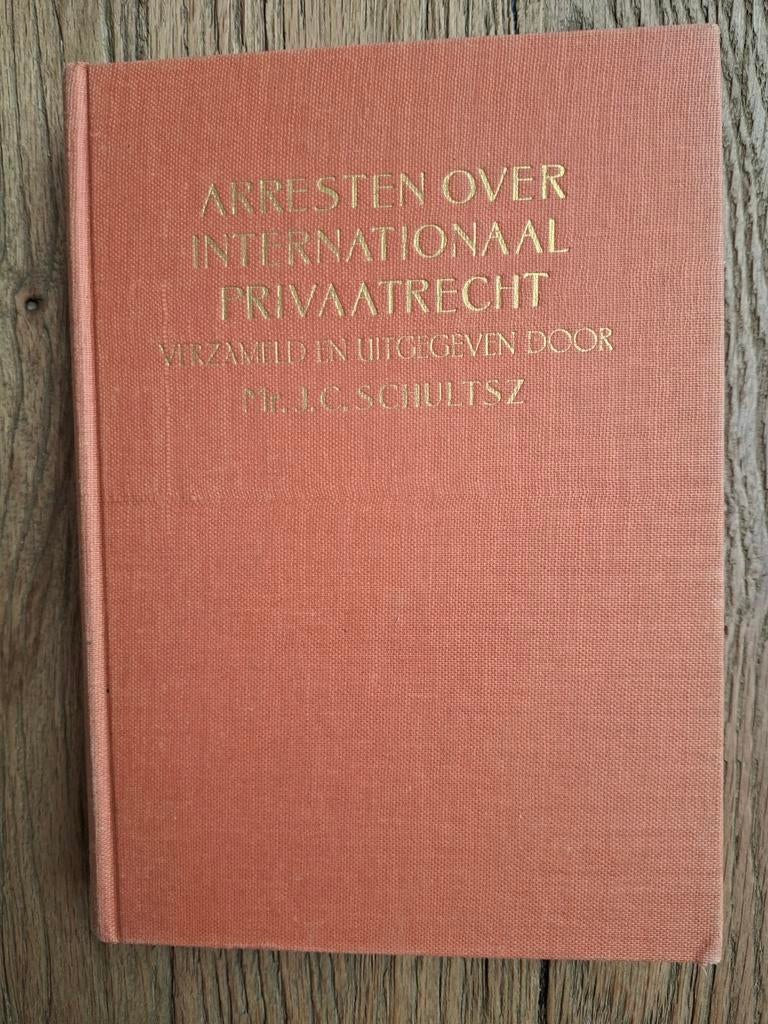 ARRESTEN OVER
INTERNATIONAAL
PRIVAATRECHT
VERZAMELD EN UITGEGEVEN DOOR
Mr. J. C. SCHULTSZ